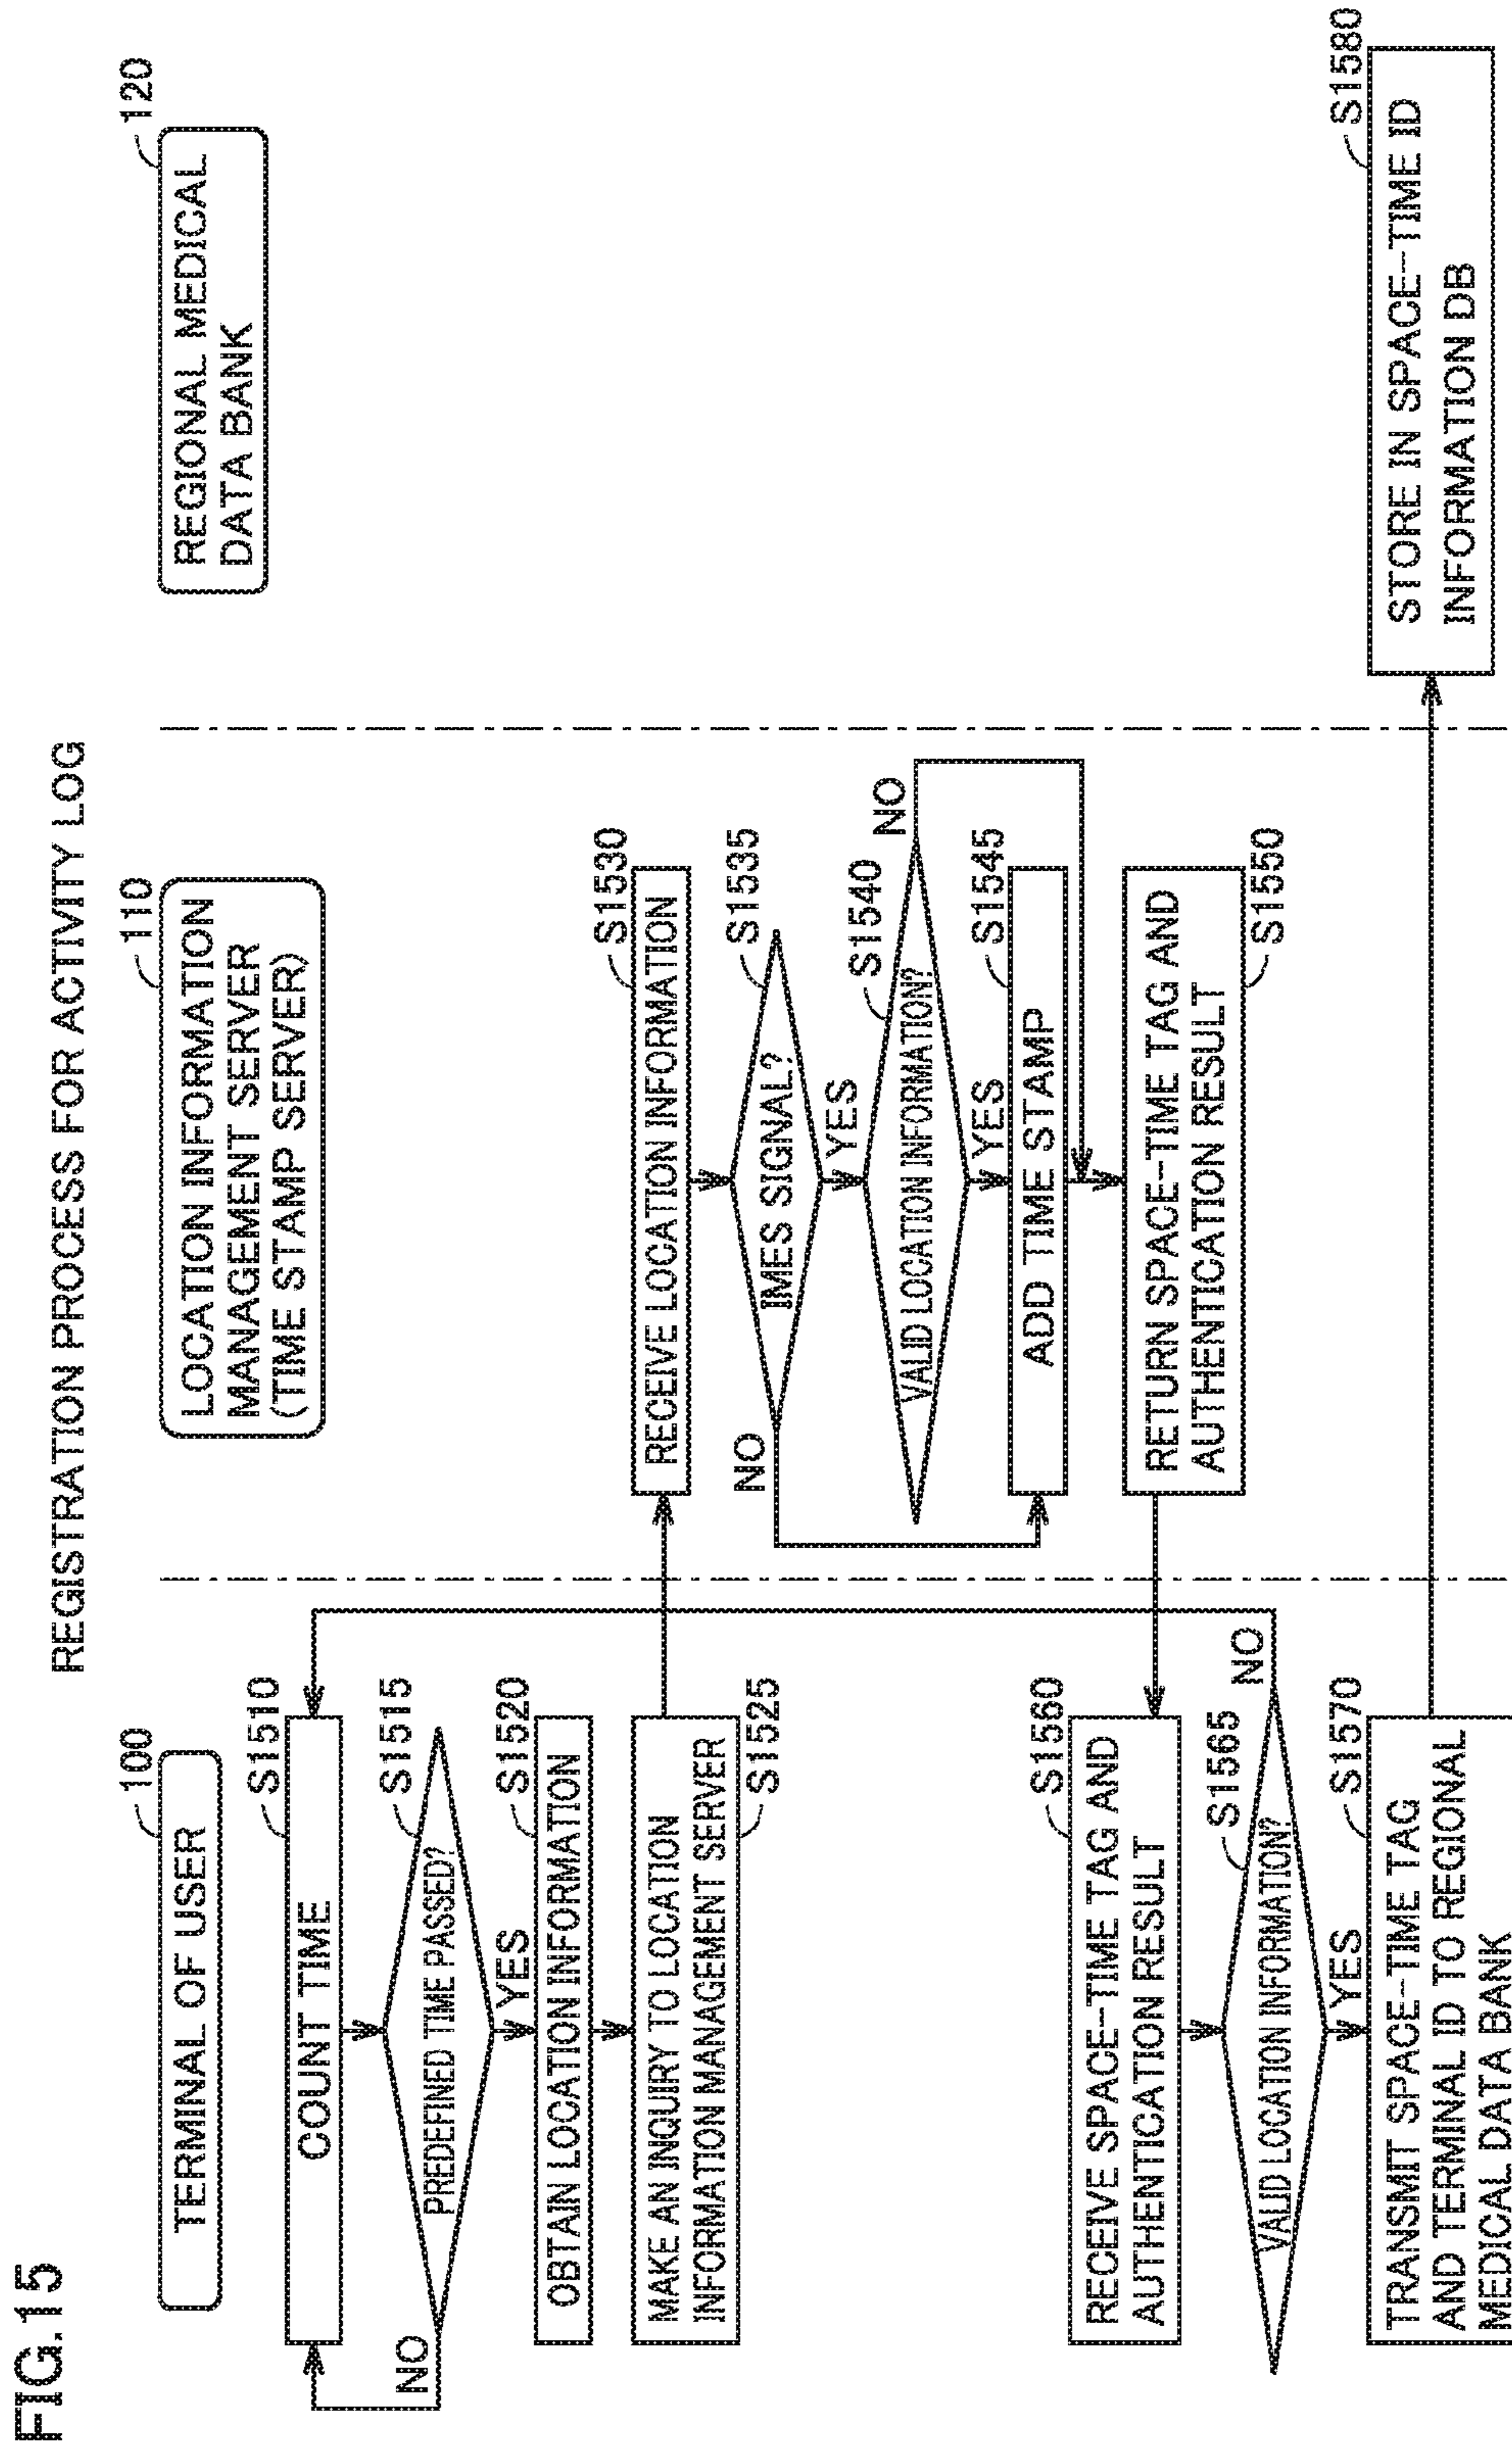 FIG.15
REGISTRATION PROCESS FOR ACTIVITY LOG
100
TERMINAL OF USER
S1510
COUNT TIME
S1515
PREDEFINED TIME PASSED?
NO
YES
S1520
OBTAIN LOCATION INFORMATION
MAKE AN INQUIRY TO LOCATION
INFORMATION MANAGEMENT SERVER
S1525
S1560
RECEIVE SPACE-TIME TAG AND
AUTHENTICATION RESULT
S1565
VALID LOCATION INFORMATION?
NO
YES
S1570
TRANSMIT SPACE-TIME TAG
AND TERMINAL ID TO REGIONAL
MEDICAL DATA BANK
110
LOCATION INFORMATION
MANAGEMENT SERVER
(TIME STAMP SERVER)
S1530
RECEIVE LOCATION INFORMATION
S1535
IMES SIGNAL?
NO
YES
S1540
VALID LOCATION INFORMATION?
NO
YES
S1545
ADD TIME STAMP
RETURN SPACE-TIME TAG AND
AUTHENTICATION RESULT
S1550
120
REGIONAL MEDICAL
DATA BANK
S1580
STORE IN SPACE-TIME ID
INFORMATION DB